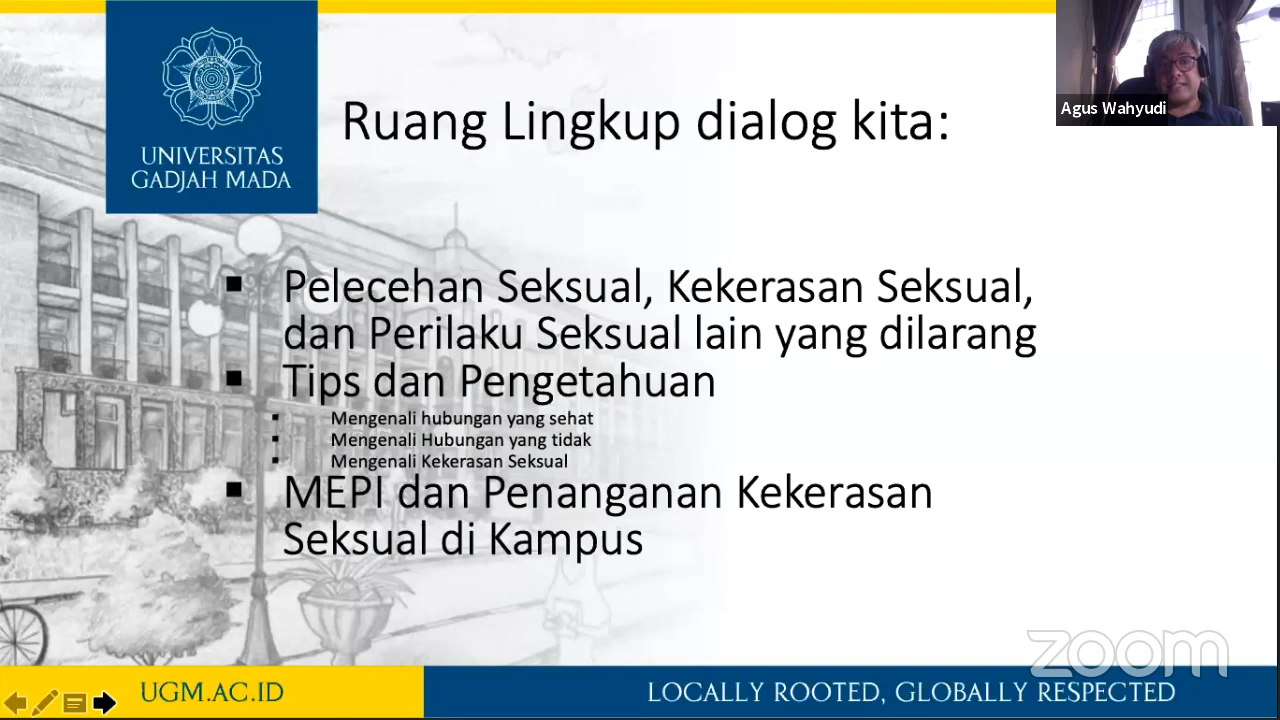 UNIVERSITAS
GADJAH MADA
Ruang Lingkup dialog kita:
Agus Wahyudi
Pelecehan Seksual, Kekerasan Seksual,
dan Perilaku Seksual lain yang dilarang
Tips dan Pengetahuan
Mengenali hubungan yang sehat
Mengenali Hubungan yang tidak
Mengenali Kekerasan Seksual
MEPI dan Penanganan Kekerasan
Seksual di Kampus
zoom
UGM.AC.ID
LOCALLY ROOTED, GLOBALLY RESPECTED